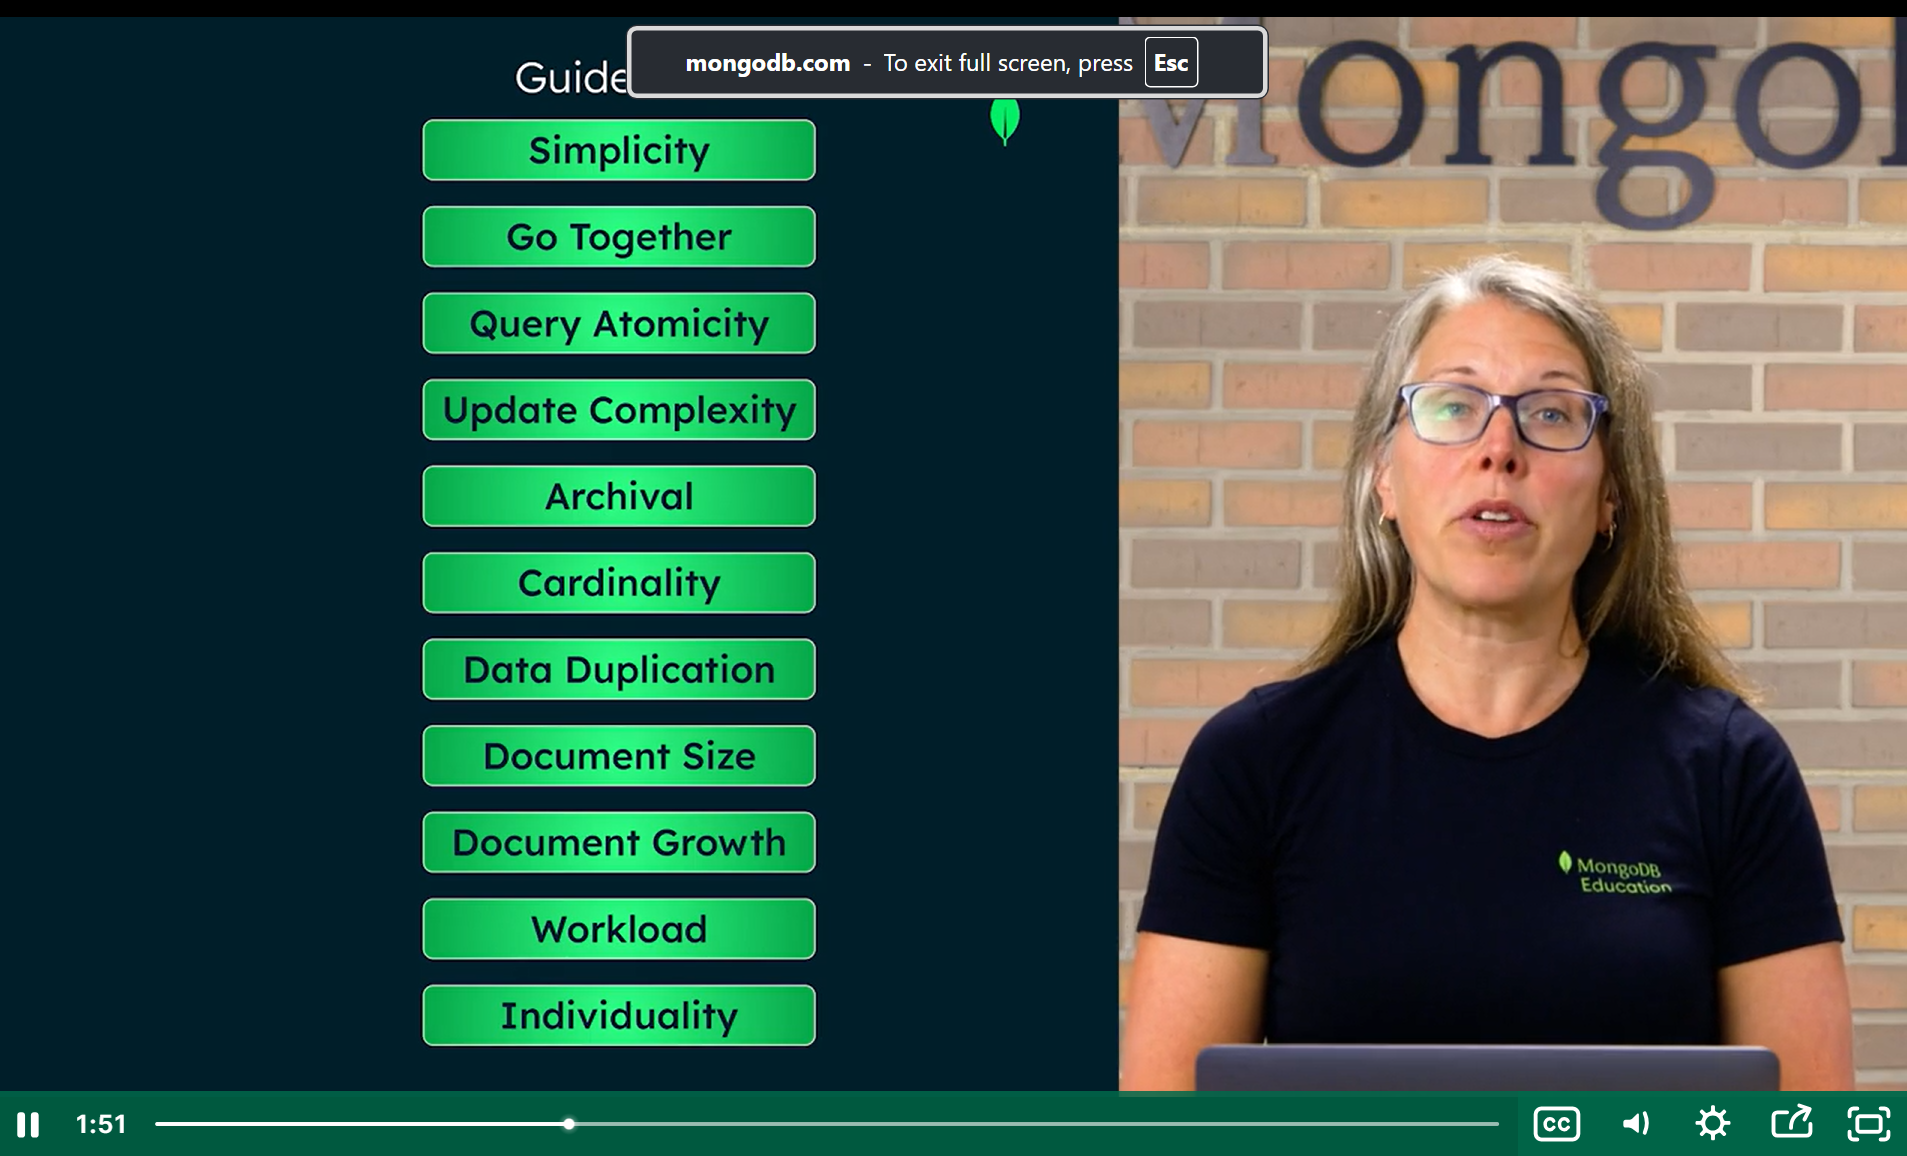 mongodb.com - To exit full screen, press Esc
Guide
Simplicity
Go Together
Query Atomicity
Update Complexity
Archival
Cardinality
Data Duplication
Document Size
Document Growth
Workload
Individuality
Mongo
MongoDB
Education
1:51
CC